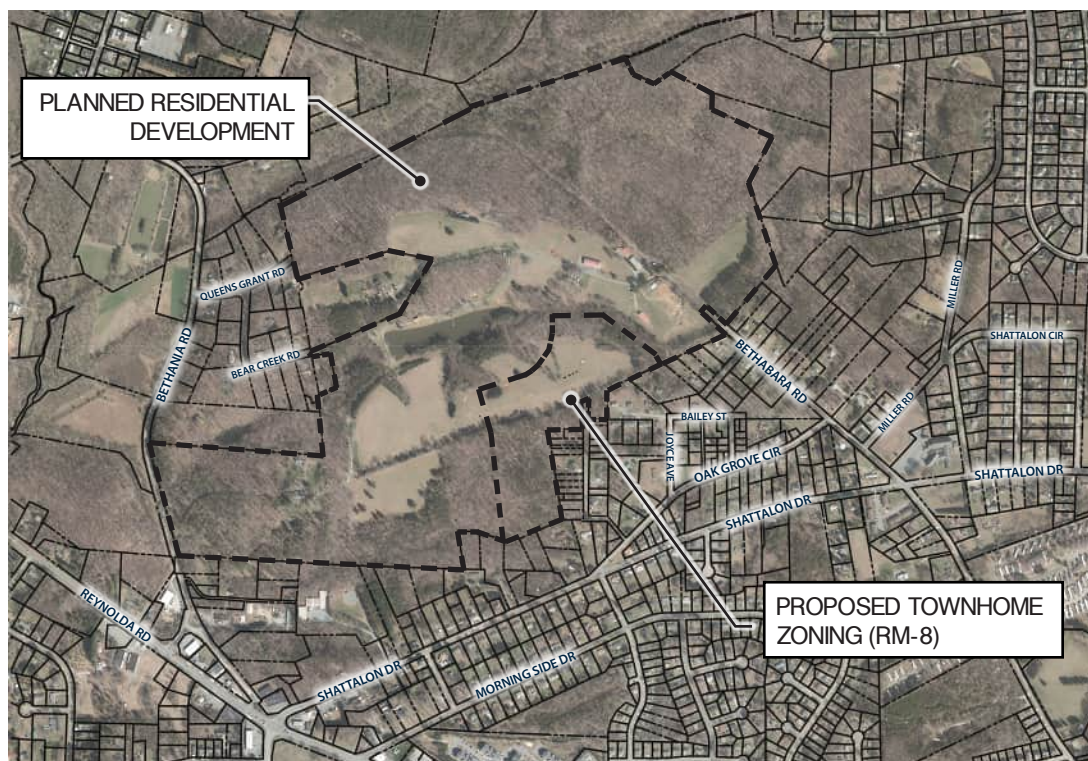 PLANNED RESIDENTIAL
DEVELOPMENT
QUEENS GRANT RD
BETHANIA RD
BEAR CREEK RD
MILLER RD
SHATTALON CIR
BETHABARA RD
MILLER RD
BAILEY ST
JOYCE AVE
OAK GROVE CIR
SHATTALON DR
SHATTALON DR
REYNOLDA RD
PROPOSED TOWNHOME
ZONING (RM-8)
SHATTALON DR
MORNING SIDE DR